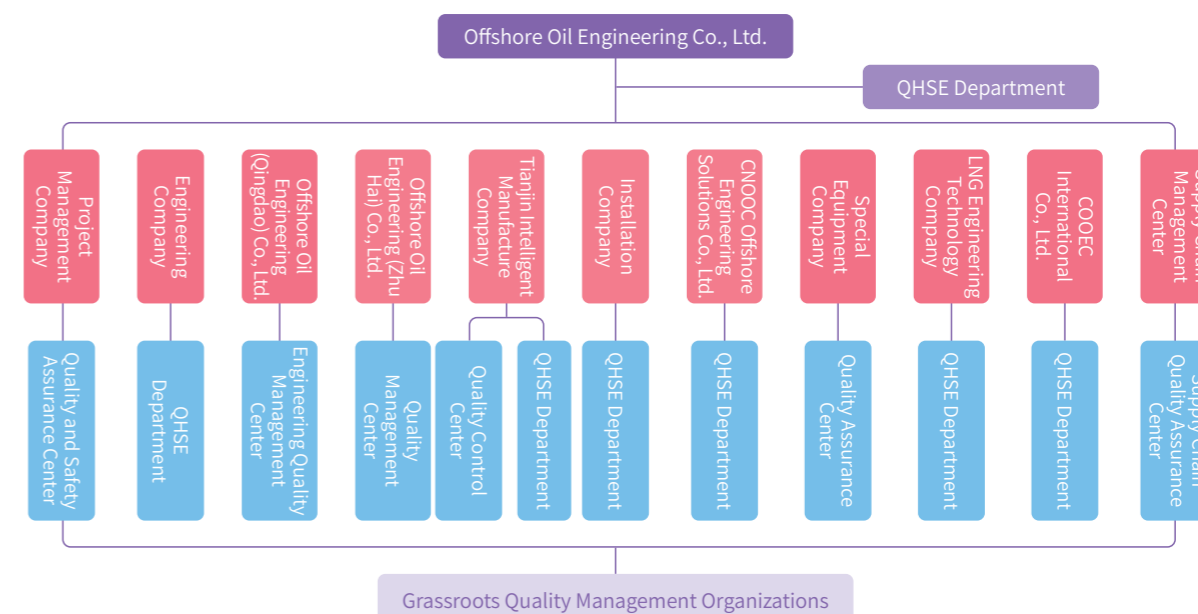 Offshore Oil Engineering Co., Ltd.
QHSE Department
Project
Management
Company
Engineering
Company
Offshore Oil
Engineering
(Qingdao) Co., Ltd.
Offshore Oil
Engineering (Zhu
Hai) Co., Ltd.
Tianjin Intelligent
Manufacture
Company
Installation
Company
CNOOC Offshore
Engineering
Solutions Co., Ltd.
Special
Equipment
Company
LNG Engineering
Technology
Company
COOEC
International
Co., Ltd.
Management
Center
Quality and Safety
Assurance Center
QHSE
Department
Engineering Quality
Management
Center
Quality
Management
Center
Quality Control
Center
QHSE Department
QHSE Department
QHSE Department
Quality Assurance
Center
QHSE Department
QHSE Department
Supply Chain
Quality Assurance
Center
Grassroots Quality Management Organizations